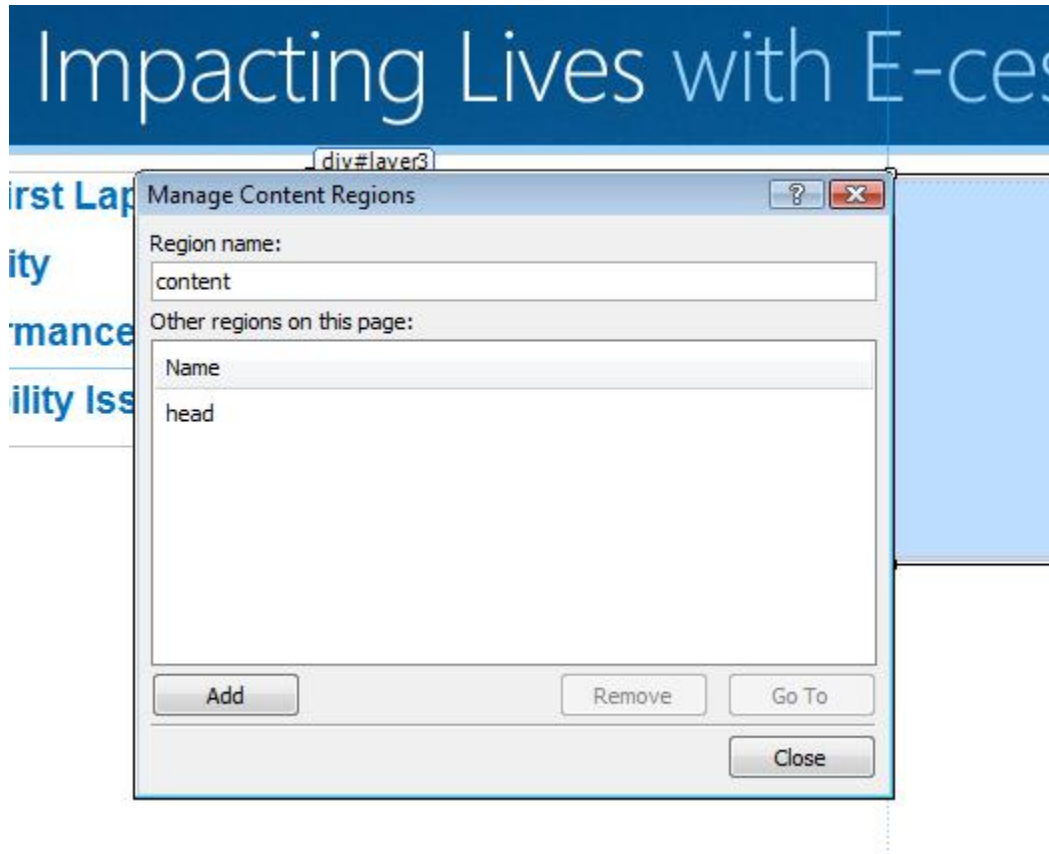 Impacting Lives with E-ces
div#layer3
irst Lap
Manage Content Regions
?
ity
Region name:
content
rmance
Other regions on this page:
Name
ility Iss
head
Add
Remove
Go To
Close